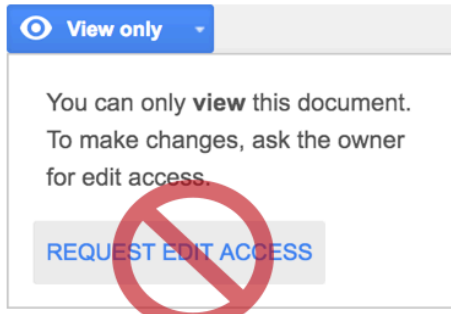 View only
You can only view this document.
To make changes, ask the owner
for edit access.
REQUEST EDIT ACCESS